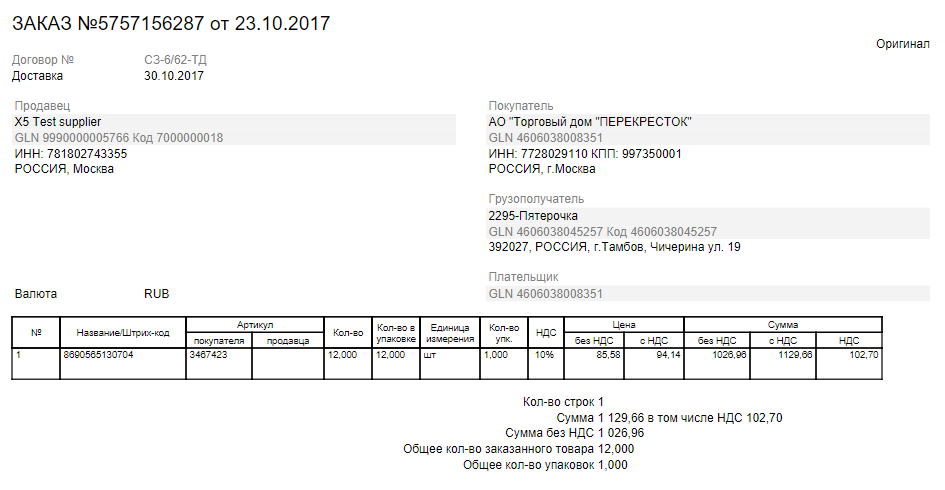 ЗАКАЗ №5757156287 от 23.10.2017
Оригинал
Договор № СЗ-6/62-ТД
Доставка 30.10.2017
Продавец
X5 Test supplier
GLN 9990000005766 Код 7000000018
ИНН: 781802743355
РОССИЯ, Москва
Покупатель
АО "Торговый дом "ПЕРЕКРЕСТОК"
GLN 4606038008351
ИНН: 7728029110 КПП: 997350001
РОССИЯ, г.Москва
Грузополучатель
2295-Пятерочка
GLN 4606038045257 Код 4606038045257
392027, РОССИЯ, г.Тамбов, Чичерина ул. 19
Плательщик
GLN 4606038008351
Валюта RUB
№ Название/Штрих-код Артикул Кол-во Кол-во в упаковке Единица измерения Кол-во упк. НДС Цена Сумма
покупателя продавца без НДС с НДС без НДС с НДС НДС
1 8690565130704 3467423 12,000 12,000 шт 1,000 10% 85,58 94,14 1026,96 1129,66 102,70
Кол-во строк 1
Сумма 1 129,66 в том числе НДС 102,70
Сумма без НДС 1 026,96
Общее кол-во заказанного товара 12,000
Общее кол-во упаковок 1,000